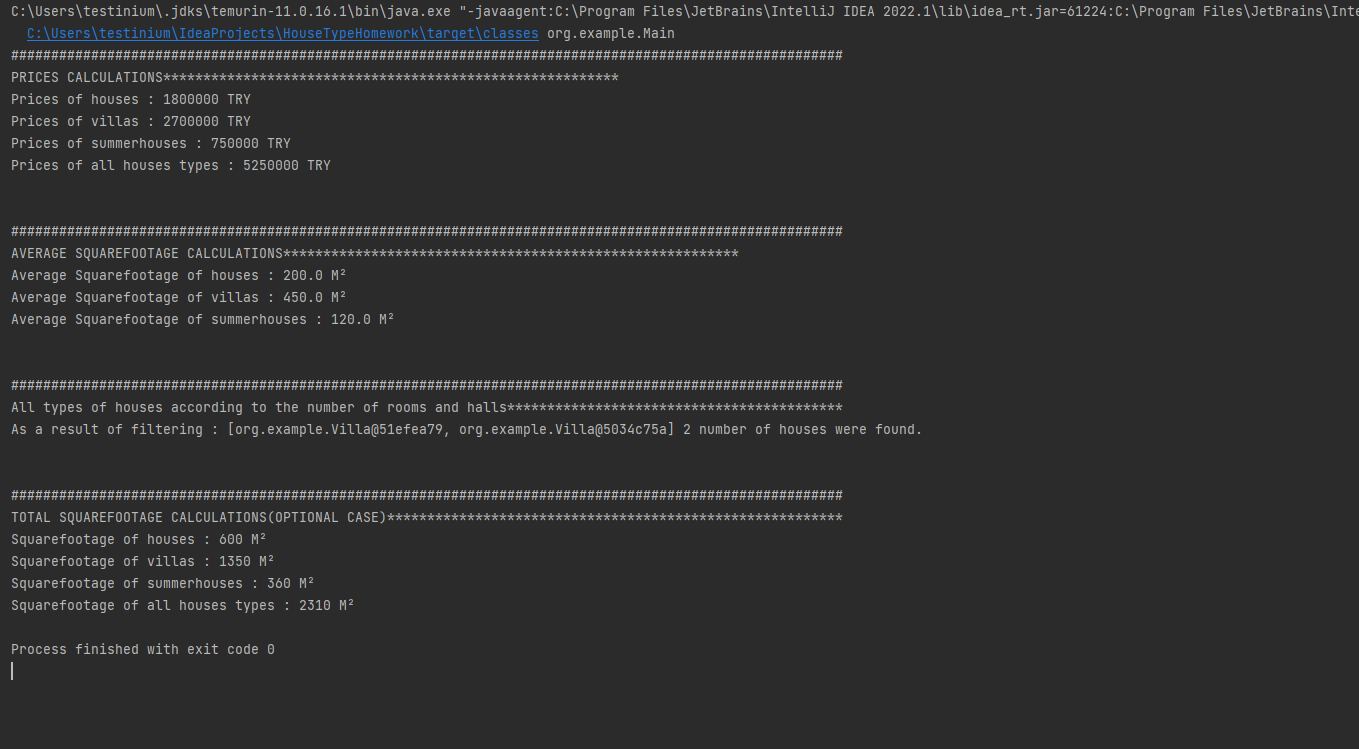 C:\Users\testinium\.jdks\temurin-11.0.16.1\bin\java.exe "-javaagent:C:\Program Files\JetBrains\IntelliJ IDEA 2022.1\lib\idea_rt.jar=61224:C:\Program Files\JetBrains\Inte
C:\Users\testinium\IdeaProjects\HouseTypeHomework\target\classes org.example.Main
########################################################################################################
PRICES CALCULATIONS*********************************************************
Prices of houses : 1800000 TRY
Prices of villas : 2700000 TRY
Prices of summerhouses : 750000 TRY
Prices of all houses types : 5250000 TRY
########################################################################################################
AVERAGE SQUAREFOOTAGE CALCULATIONS*********************************************************
Average Squarefootage of houses : 200.0 M²
Average Squarefootage of villas : 450.0 M²
Average Squarefootage of summerhouses : 120.0 M²
########################################################################################################
All types of houses according to the number of rooms and halls******************************************
As a result of filtering : [org.example.Villa@51efea79, org.example.Villa@5034c75a] 2 number of houses were found.
########################################################################################################
TOTAL SQUAREFOOTAGE CALCULATIONS(OPTIONAL CASE)*********************************************************
Squarefootage of houses : 600 M²
Squarefootage of villas : 1350 M²
Squarefootage of summerhouses : 360 M²
Squarefootage of all houses types : 2310 M²
Process finished with exit code 0